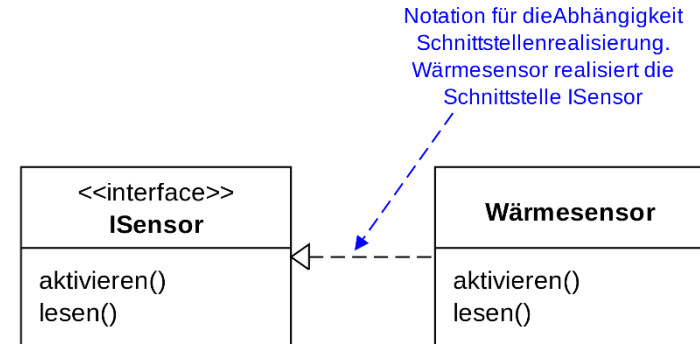 Notation für dieAbhängigkeit
Schnittstellenrealisierung.
Wärmesensor realisiert die
Schnittstelle ISensor
<<interface>>
ISensor
aktivieren()
lesen()
Wärmesensor
aktivieren()
lesen()